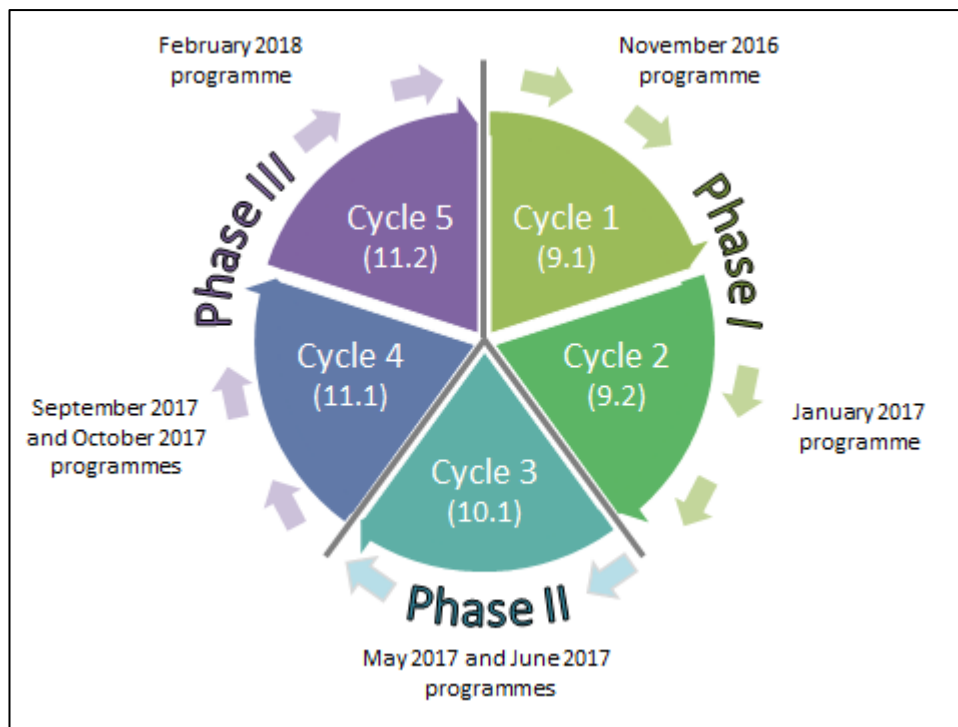 November 2016
programme
Phase I
Cycle 1
(9.1)
Cycle 2
(9.2)
January 2017
programme
Cycle 3
(10.1)
Phase II
May 2017 and June 2017
programmes
Cycle 4
(11.1)
September 2017
and October 2017
programmes
Phase III
Cycle 5
(11.2)
February 2018
programme